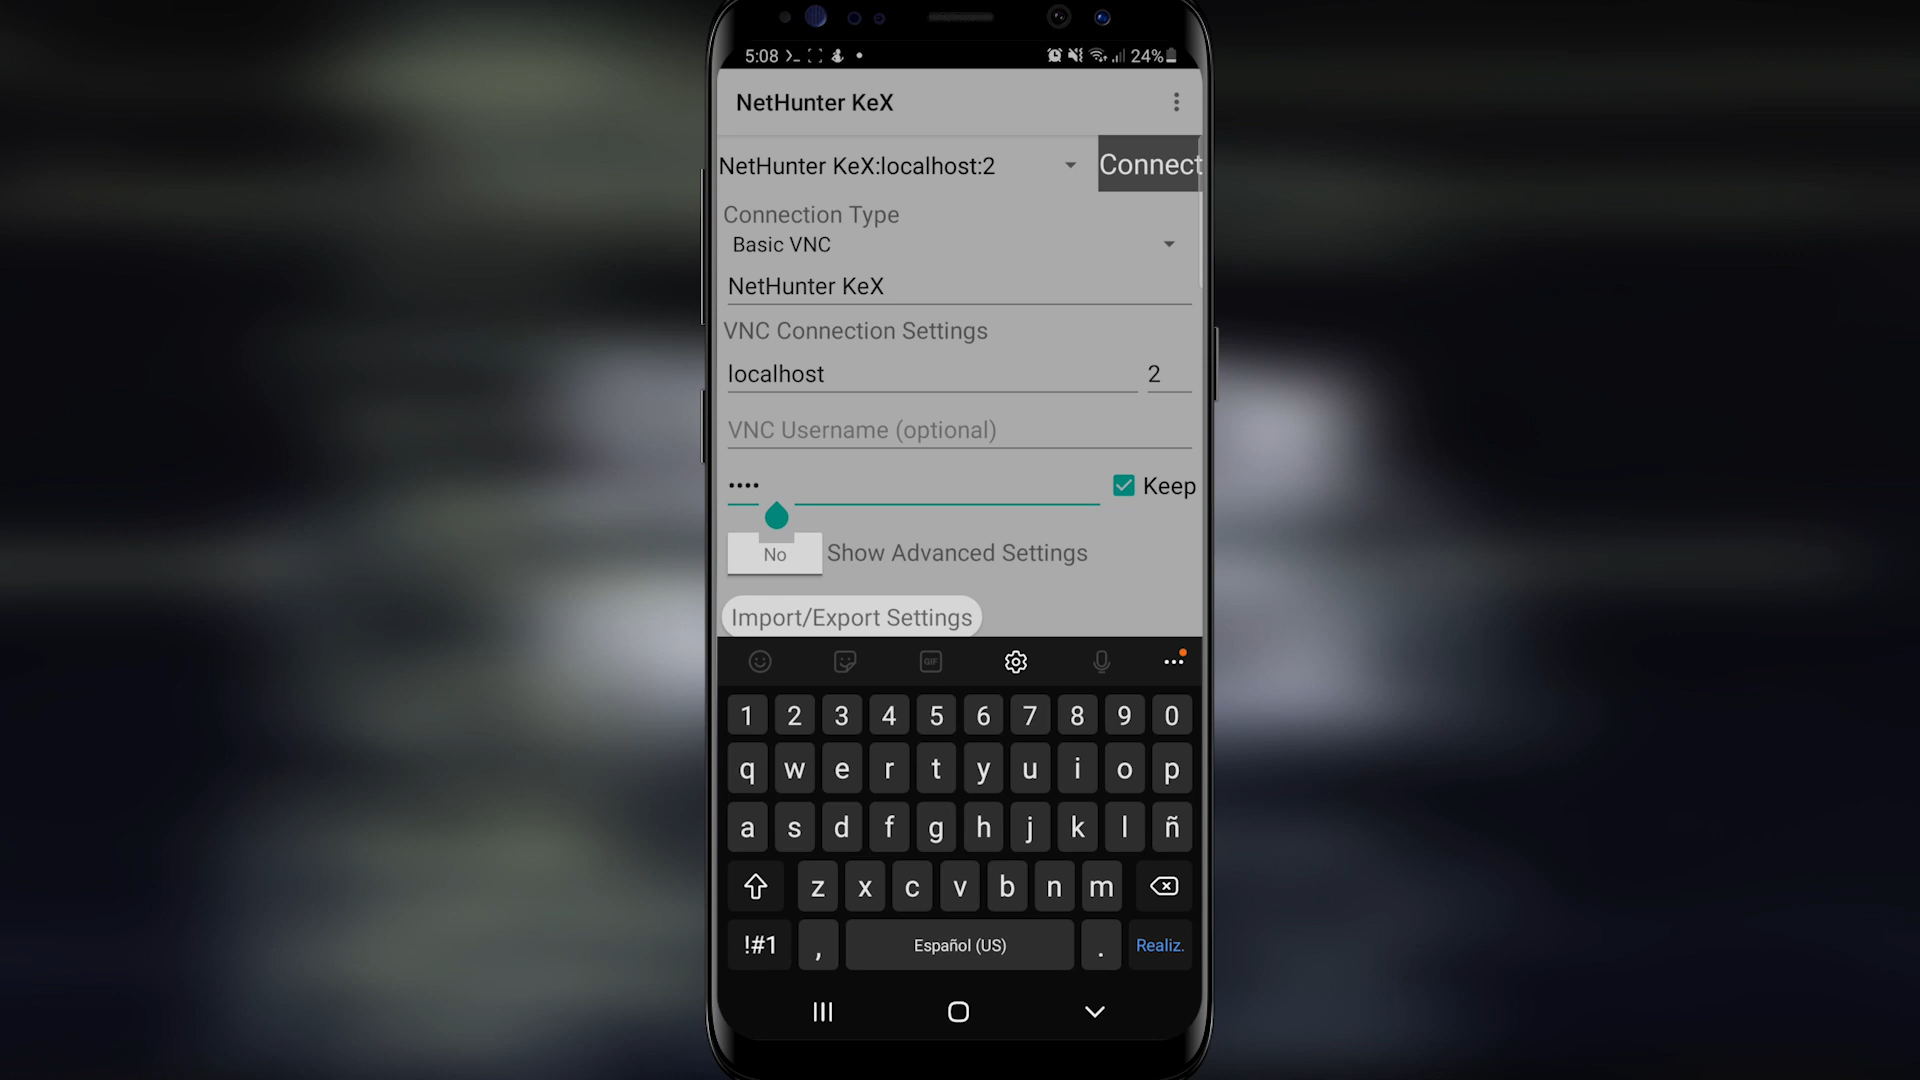 5:08
24%
NetHunter KeX
NetHunter KeX:localhost:2
Connect
Connection Type
Basic VNC
NetHunter KeX
VNC Connection Settings
localhost 2
VNC Username (optional)
•••• Keep
No Show Advanced Settings
Import/Export Settings
GIF
1 2 3 4 5 6 7 8 9 0
q w e r t y u i o p
a s d f g h j k l ñ
z x c v b n m
!#1 , Español (US) . Realiz.